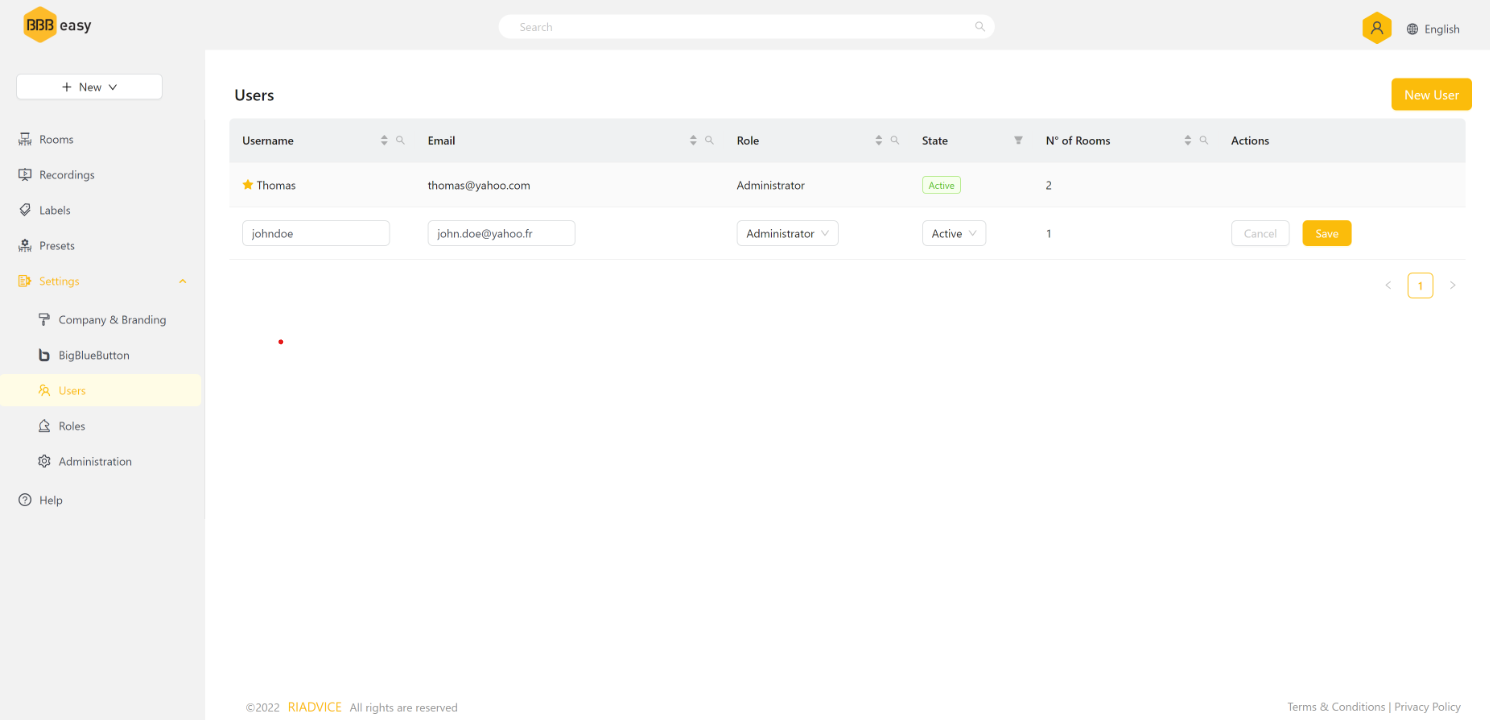 BBB easy
Search
English
New
Users
New User
Rooms
Recordings
Labels
Presets
Settings
Company & Branding
BigBlueButton
Users
Roles
Administration
Help
Username Email Role State N° of Rooms Actions
Thomas thomas@yahoo.com Administrator Active 2
johndoe john.doe@yahoo.fr Administrator Active 1 Cancel Save
1
©2022 RIADVICE All rights are reserved
Terms & Conditions | Privacy Policy